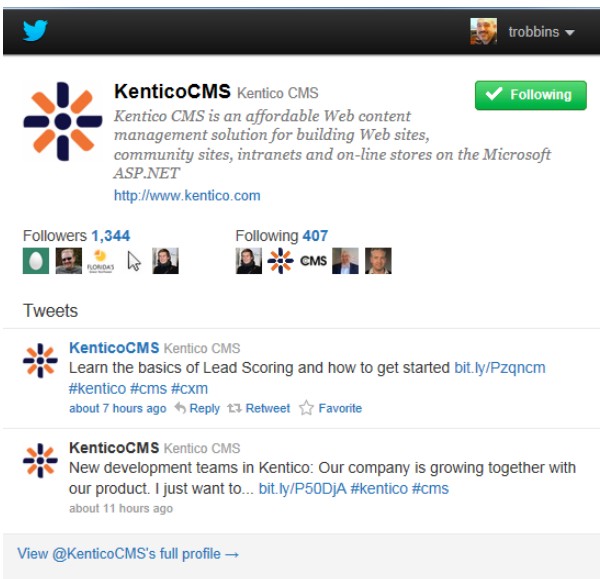 trobbins
KenticoCMS Kentico CMS
Following
Kentico CMS is an affordable Web content
management solution for building Web sites,
community sites, intranets and on-line stores on the Microsoft
ASP.NET
http://www.kentico.com
Followers 1,344
Following 407
FLORIDA'S
CMS
Tweets
KenticoCMS Kentico CMS
Learn the basics of Lead Scoring and how to get started bit.ly/Pzqncm
#kentico #cms #cxm
about 7 hours ago Reply Retweet Favorite
KenticoCMS Kentico CMS
New development teams in Kentico: Our company is growing together with
our product. I just want to... bit.ly/P50DjA #kentico #cms
about 11 hours ago
View @KenticoCMS's full profile →